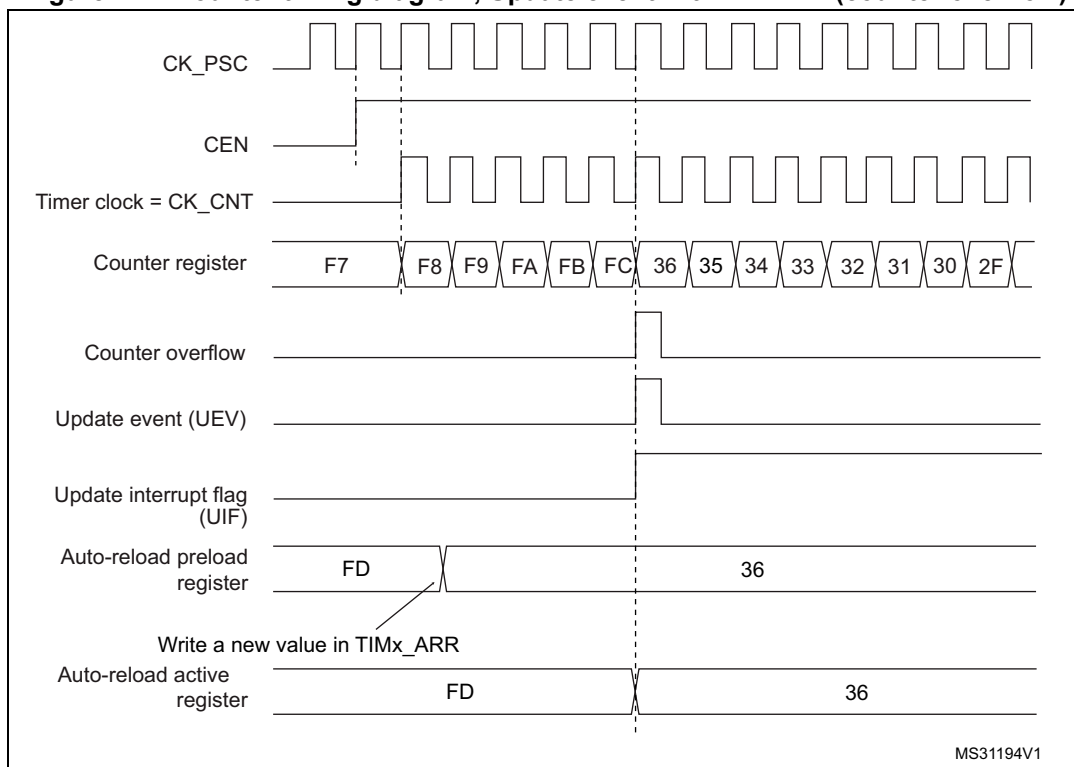 CK_PSC
CEN
Timer clock = CK_CNT
Counter register
F7 F8 F9 FA FB FC 36 35 34 33 32 31 30 2F
Counter overflow
Update event (UEV)
Update interrupt flag
(UIF)
Auto-reload preload
register
FD 36
Write a new value in TIMx_ARR
Auto-reload active
register
FD 36
MS31194V1